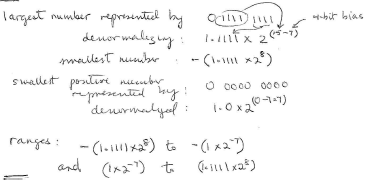 largest number represented by 0 1111 1111 4-bit bias
denormalizing : 1.1111 x 2^(15-7)
smallest number : -(1.1111 x 2^8)
smallest positive number
represented by : 0 0000 0000
denormalized : 1.0 x 2^(0-7=-7)
ranges : -(1.1111 x 2^8) to -(1 x 2^-7)
and (1 x 2^-7) to (1.1111 x 2^8)